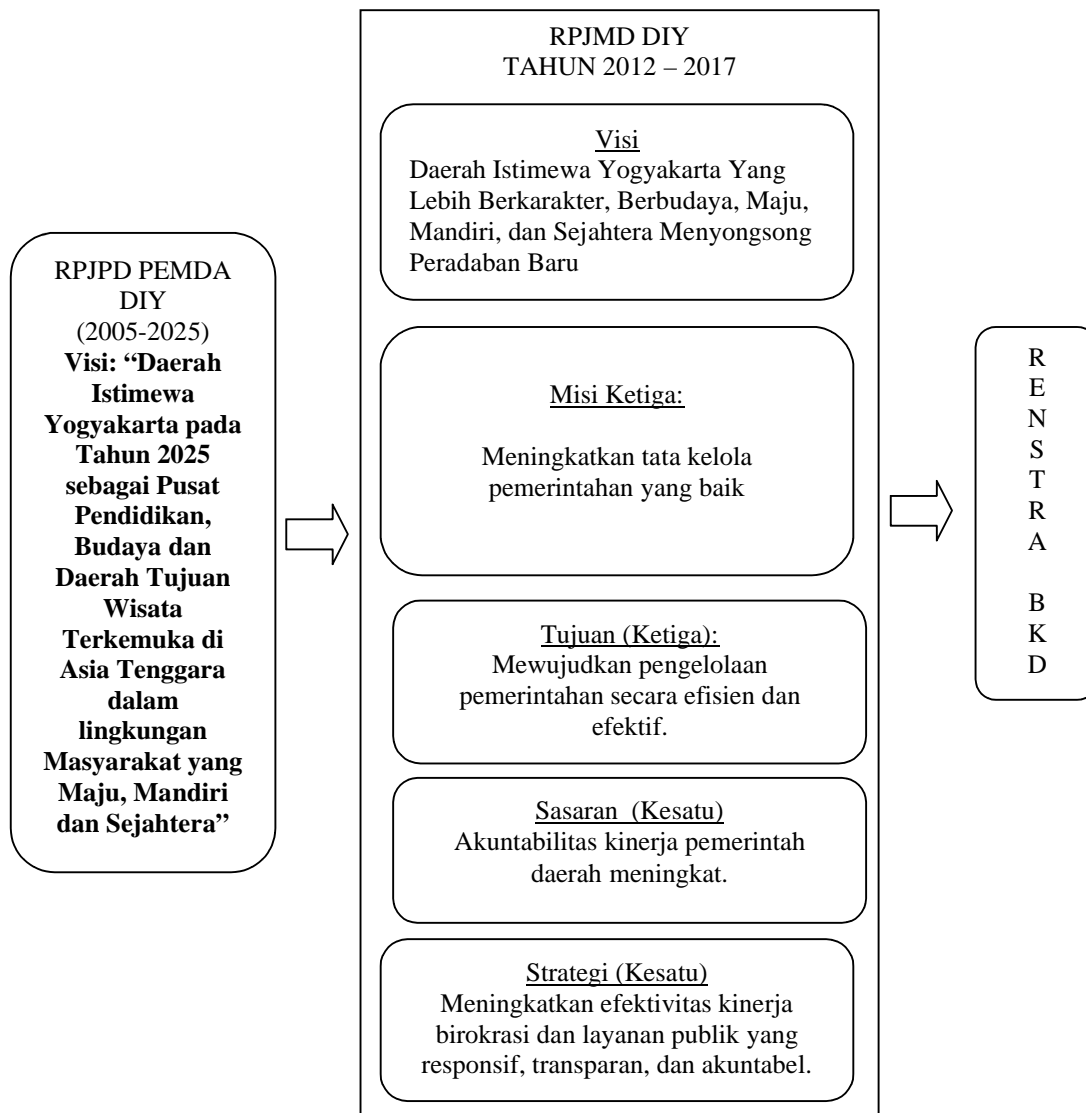 RPJPD PEMDA
DIY
(2005-2025)
Visi: “Daerah
Istimewa
Yogyakarta pada
Tahun 2025
sebagai Pusat
Pendidikan,
Budaya dan
Daerah Tujuan
Wisata
Terkemuka di
Asia Tenggara
dalam
lingkungan
Masyarakat yang
Maju, Mandiri
dan Sejahtera”
RPJMD DIY
TAHUN 2012 – 2017
Visi
Daerah Istimewa Yogyakarta Yang
Lebih Berkarakter, Berbudaya, Maju,
Mandiri, dan Sejahtera Menyongsong
Peradaban Baru
Misi Ketiga:
Meningkatkan tata kelola
pemerintahan yang baik
Tujuan (Ketiga):
Mewujudkan pengelolaan
pemerintahan secara efisien dan
efektif.
Sasaran  (Kesatu)
Akuntabilitas kinerja pemerintah
daerah meningkat.
Strategi (Kesatu)
Meningkatkan efektivitas kinerja
birokrasi dan layanan publik yang
responsif, transparan, dan akuntabel.
R
E
N
S
T
R
A
B
K
D